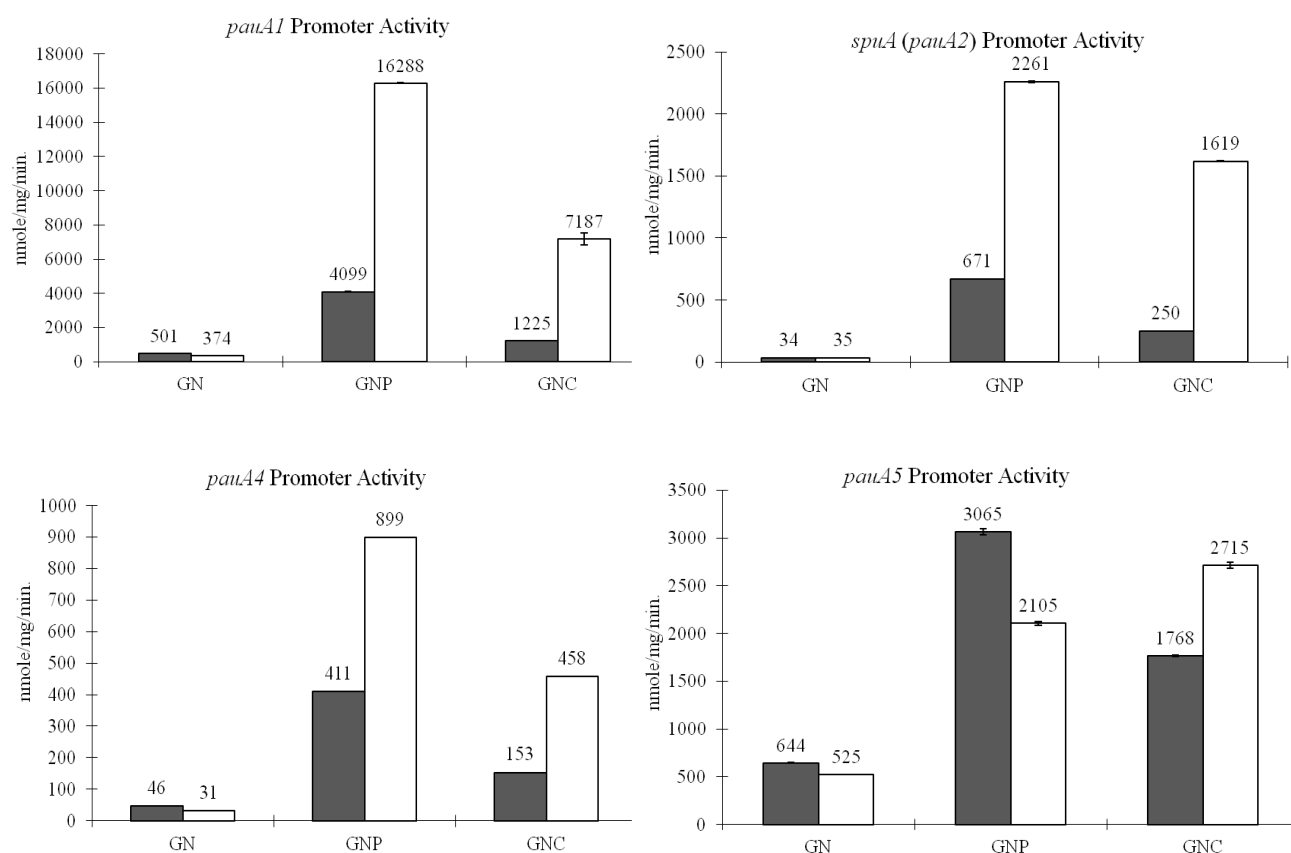 pauA1 Promoter Activity
18000
16000
14000
12000
10000
8000
6000
4000
2000
0
nmole/mg/min.
501
374
4099
16288
1225
7187
GN
GNP
GNC
spuA (pauA2) Promoter Activity
2500
2000
1500
1000
500
0
nmole/mg/min.
34
35
671
2261
250
1619
GN
GNP
GNC
pauA4 Promoter Activity
1000
900
800
700
600
500
400
300
200
100
0
nmole/mg/min.
46
31
411
899
153
458
GN
GNP
GNC
pauA5 Promoter Activity
3500
3000
2500
2000
1500
1000
500
0
nmole/mg/min.
644
525
3065
2105
1768
2715
GN
GNP
GNC